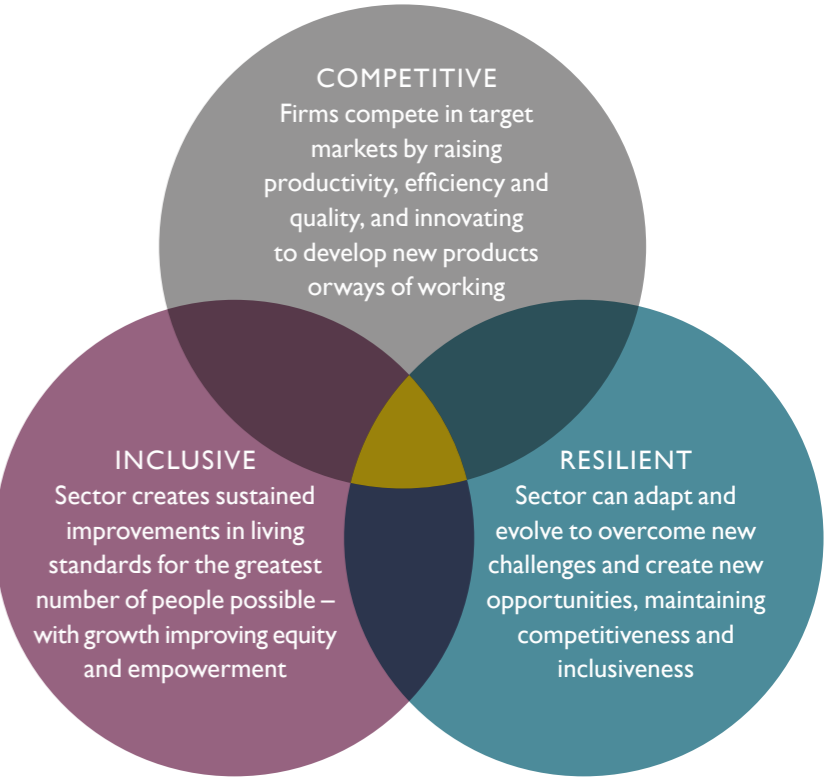 COMPETITIVE
Firms compete in target
markets by raising
productivity, efficiency and
quality, and innovating
to develop new products
orways of working
INCLUSIVE
Sector creates sustained
improvements in living
standards for the greatest
number of people possible –
with growth improving equity
and empowerment
RESILIENT
Sector can adapt and
evolve to overcome new
challenges and create new
opportunities, maintaining
competitiveness and
inclusiveness